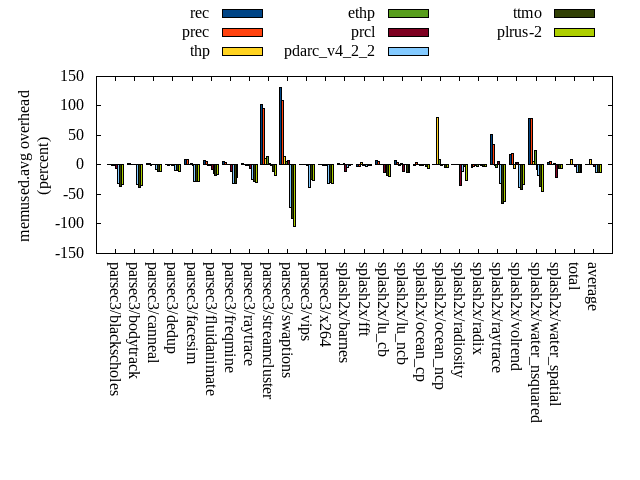 rec
ethp
ttmo
prec
prcl
plrus-2
thp
pdarc_v4_2_2
memused.avg overhead
(percent)
150
100
50
0
-50
-100
-150
parsec3/blackscholes
parsec3/bodytrack
parsec3/canneal
parsec3/dedup
parsec3/facesim
parsec3/fluidanimate
parsec3/freqmine
parsec3/raytrace
parsec3/streamcluster
parsec3/swaptions
parsec3/vips
parsec3/x264
splash2x/barnes
splash2x/fft
splash2x/lu_cb
splash2x/lu_ncb
splash2x/ocean_cp
splash2x/ocean_ncp
splash2x/radiosity
splash2x/radix
splash2x/raytrace
splash2x/volrend
splash2x/water_nsquared
splash2x/water_spatial
total
average